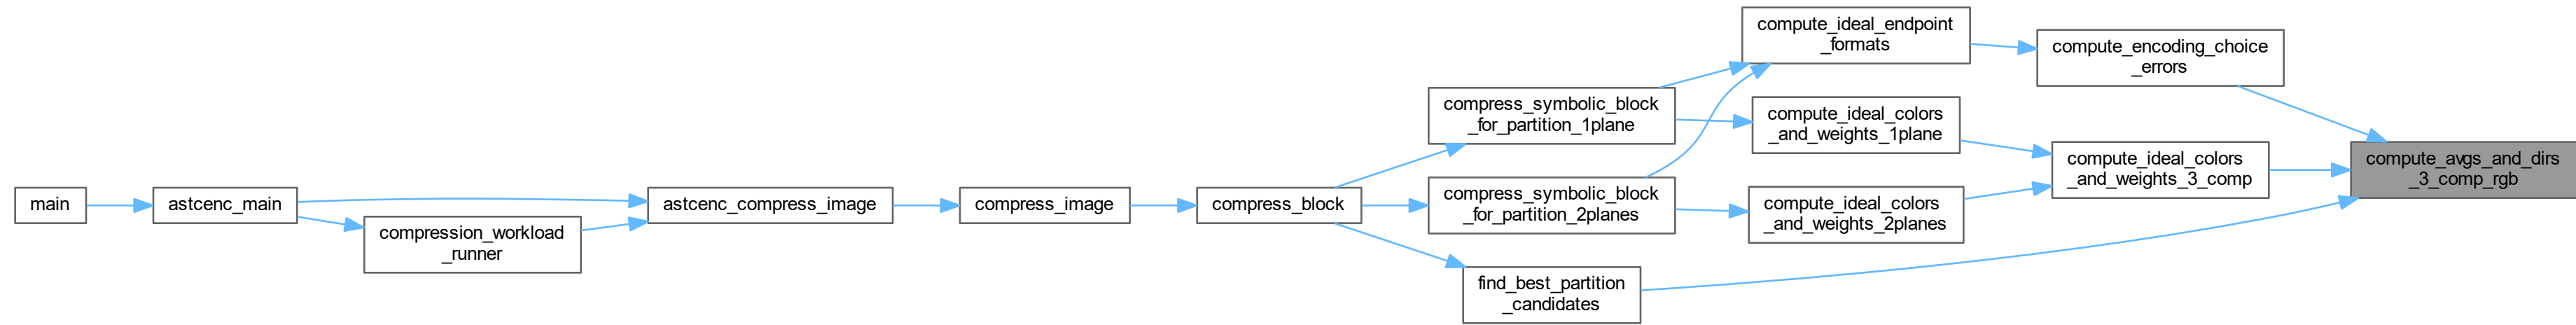 main
astcenc_main
compression_workload
_runner
astcenc_compress_image
compress_image
compress_block
compress_symbolic_block
_for_partition_1plane
compress_symbolic_block
_for_partition_2planes
find_best_partition
_candidates
compute_ideal_endpoint
_formats
compute_ideal_colors
_and_weights_1plane
compute_ideal_colors
_and_weights_2planes
compute_encoding_choice
_errors
compute_ideal_colors
_and_weights_3_comp
compute_avgs_and_dirs
_3_comp_rgb